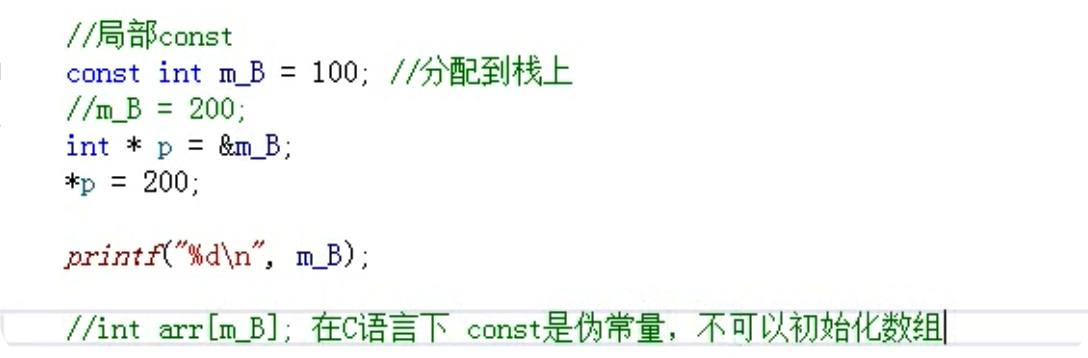 //局部const
const int m_B = 100; //分配到栈上
//m_B = 200;
int * p = &m_B;
*p = 200;
printf("%d\n", m_B);
//int arr[m_B]; 在C语言下 const是伪常量，不可以初始化数组